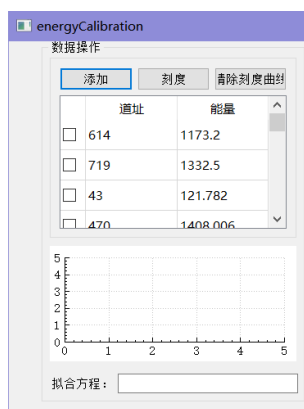 energyCalibration
数据操作
添加 刻度 清除刻度曲线
道址 能量
614 1173.2
719 1332.5
43 121.782
470 1408.006
5
4
3
2
1
0
0 1 2 3 4 5
拟合方程：